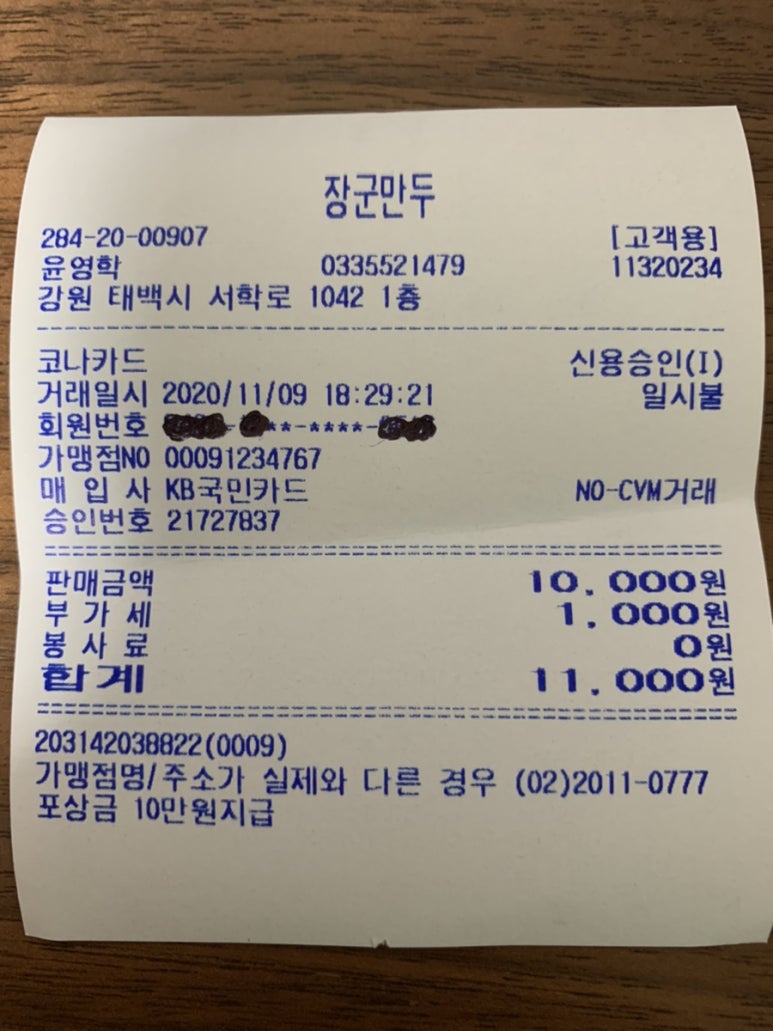 장군만두
284-20-00907 [고객용]
윤영학 0335521479 11320234
강원 태백시 서학로 1042 1층
코나카드 신용승인(I)
거래일시 2020/11/09 18:29:21 일시불
회원번호 **-****-
가맹점NO 00091234767
매 입 사 KB국민카드 NO-CVM거래
승인번호 21727837
판매금액 10,000원
부 가 세 1,000원
봉 사 료 0원
합계 11,000원
203142038822(0009)
가맹점명/주소가 실제와 다른 경우 (02)2011-0777
포상금 10만원지급